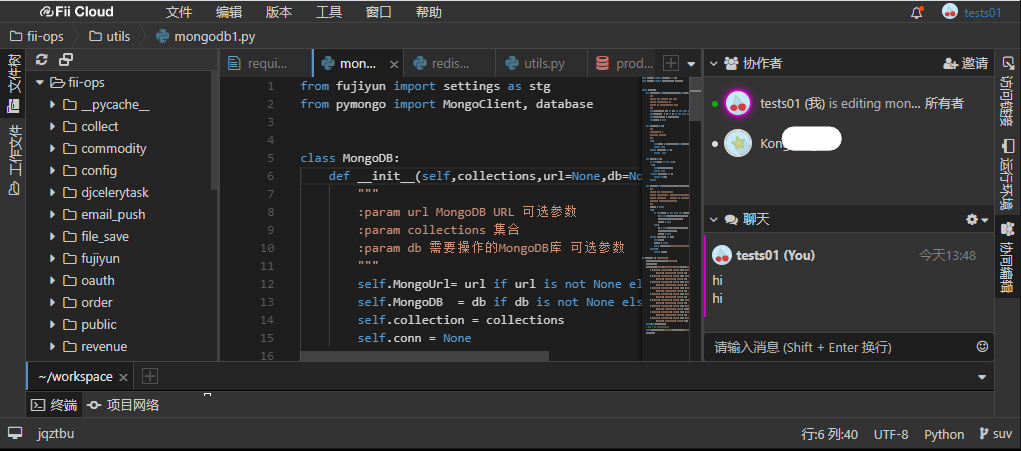 Fii Cloud 文件 编辑 版本 工具 窗口 帮助 tests01
fii-ops utils mongodb1.py
文件树
工作文件
fii-ops
__pycache__
collect
commodity
config
djcelerytask
email_push
file_save
fujiyun
oauth
order
public
revenue
requi... mon... redis... utils.py prod...
1 from fujiyun import settings as stg
2 from pymongo import MongoClient, database
3
4
5 class MongoDB:
6 def __init__(self,collections,url=None,db=No
7 """
8 :param url MongoDB URL 可选参数
9 :param collections 集合
10 :param db 需要操作的MongoDB库 可选参数
11 """
12 self.MongoUrl= url if url is not None el
13 self.MongoDB = db if db is not None els
14 self.collection = collections
15 self.conn = None
16
协作者 邀请
tests01 (我) is editing mon... 所有者
Kon
聊天
tests01 (You) 今天13:48
hi
hi
请输入消息 (Shift + Enter 换行)
访问链接
运行环境
协同编辑
~/workspace
终端 项目网络
jqztbu 行:6 列:40 UTF-8 Python suv